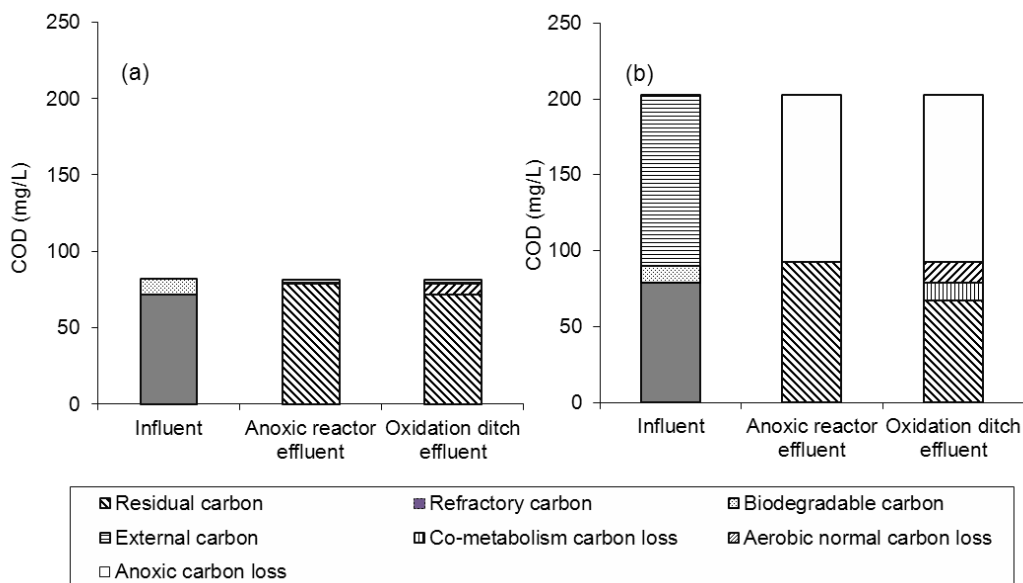 250
200
150
100
50
0
COD (mg/L)
(a)
Influent
Anoxic reactor
effluent
Oxidation ditch
effluent
250
200
150
100
50
0
COD (mg/L)
(b)
Influent
Anoxic reactor
effluent
Oxidation ditch
effluent
Residual carbon
Refractory carbon
Biodegradable carbon
External carbon
Co-metabolism carbon loss
Aerobic normal carbon loss
Anoxic carbon loss